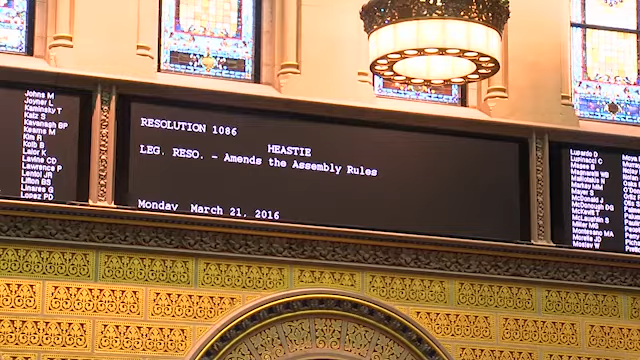 Johns M
Joyner L
Kaminsky T
Katz S
Kavanagh BP
Kearns M
Kim R
Kolb B
Lalor K
Lavine CD
Lawrence P
Lentol JR
Lifton BS
Linares G
Lopez PD
RESOLUTION 1086
HEASTIE
LEG. RESO. - Amends the Assembly Rules
Monday March 21, 2016
Lupardo D
Lupinacci C
Magee B
Magnarelli WB
Malliotakis N
Markey MM
Mayer S
McDonald J
McDonough DG
McKevitt T
McLaughlin S
Miller MG
Montesano MA
Morelle JD
Mosley W